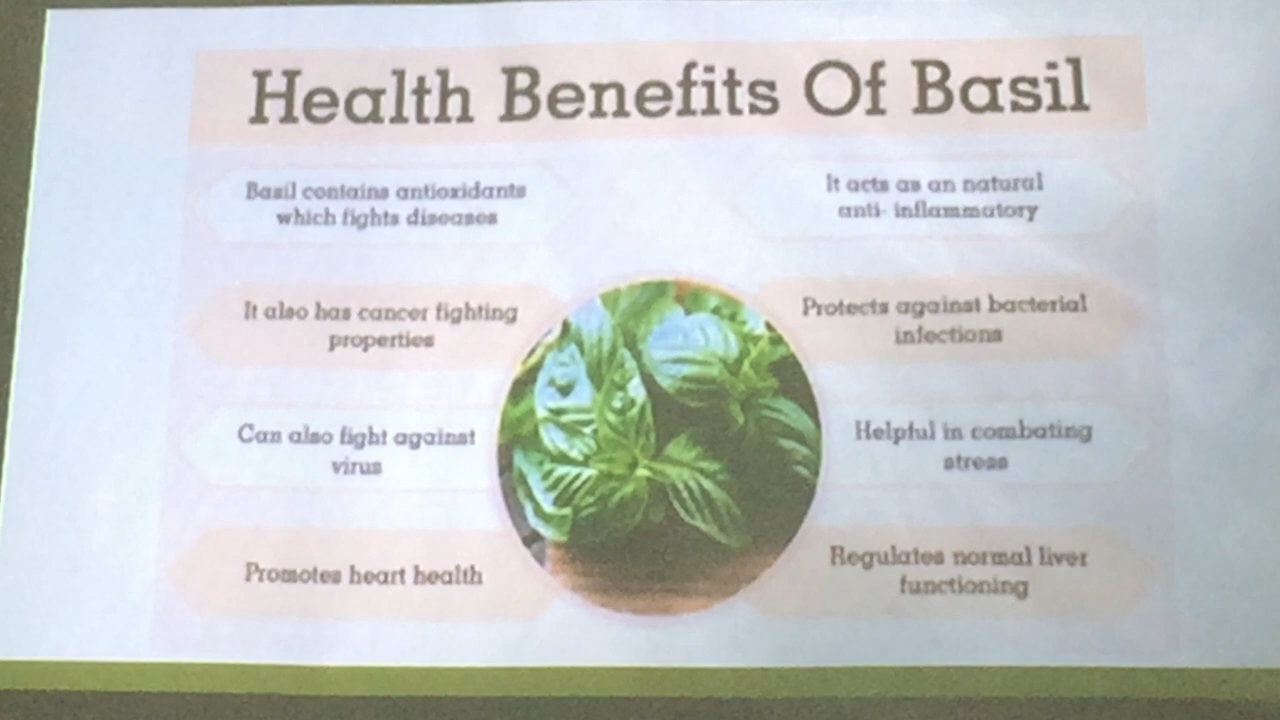 Health Benefits Of Basil
Basil contains antioxidants
which fights diseases
It also has cancer fighting
properties
Can also fight against
virus
Promotes heart health
It acts as an natural
anti- inflammatory
Protects against bacterial
infections
Helpful in combating
stress
Regulates normal liver
functioning